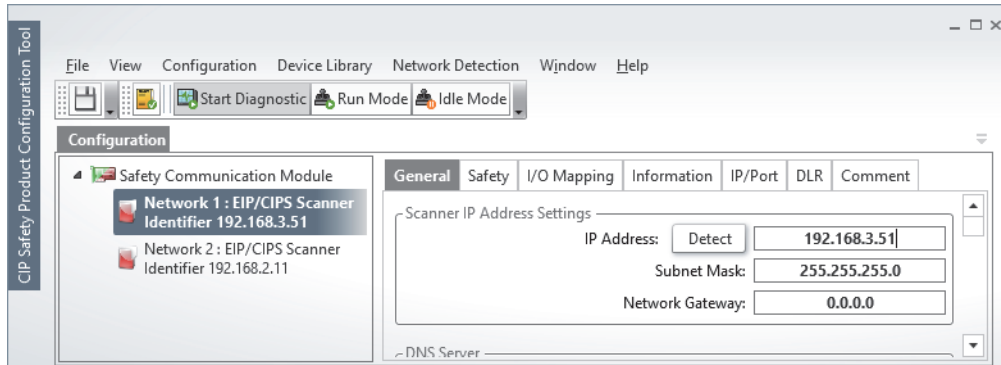 CIP Safety Product Configuration Tool
File View Configuration Device Library Network Detection Window Help
Start Diagnostic Run Mode Idle Mode
Configuration
Safety Communication Module
Network 1 : EIP/CIPS Scanner
Identifier 192.168.3.51
Network 2 : EIP/CIPS Scanner
Identifier 192.168.2.11
General Safety I/O Mapping Information IP/Port DLR Comment
Scanner IP Address Settings
IP Address: Detect 192.168.3.51
Subnet Mask: 255.255.255.0
Network Gateway: 0.0.0.0
DNS Server